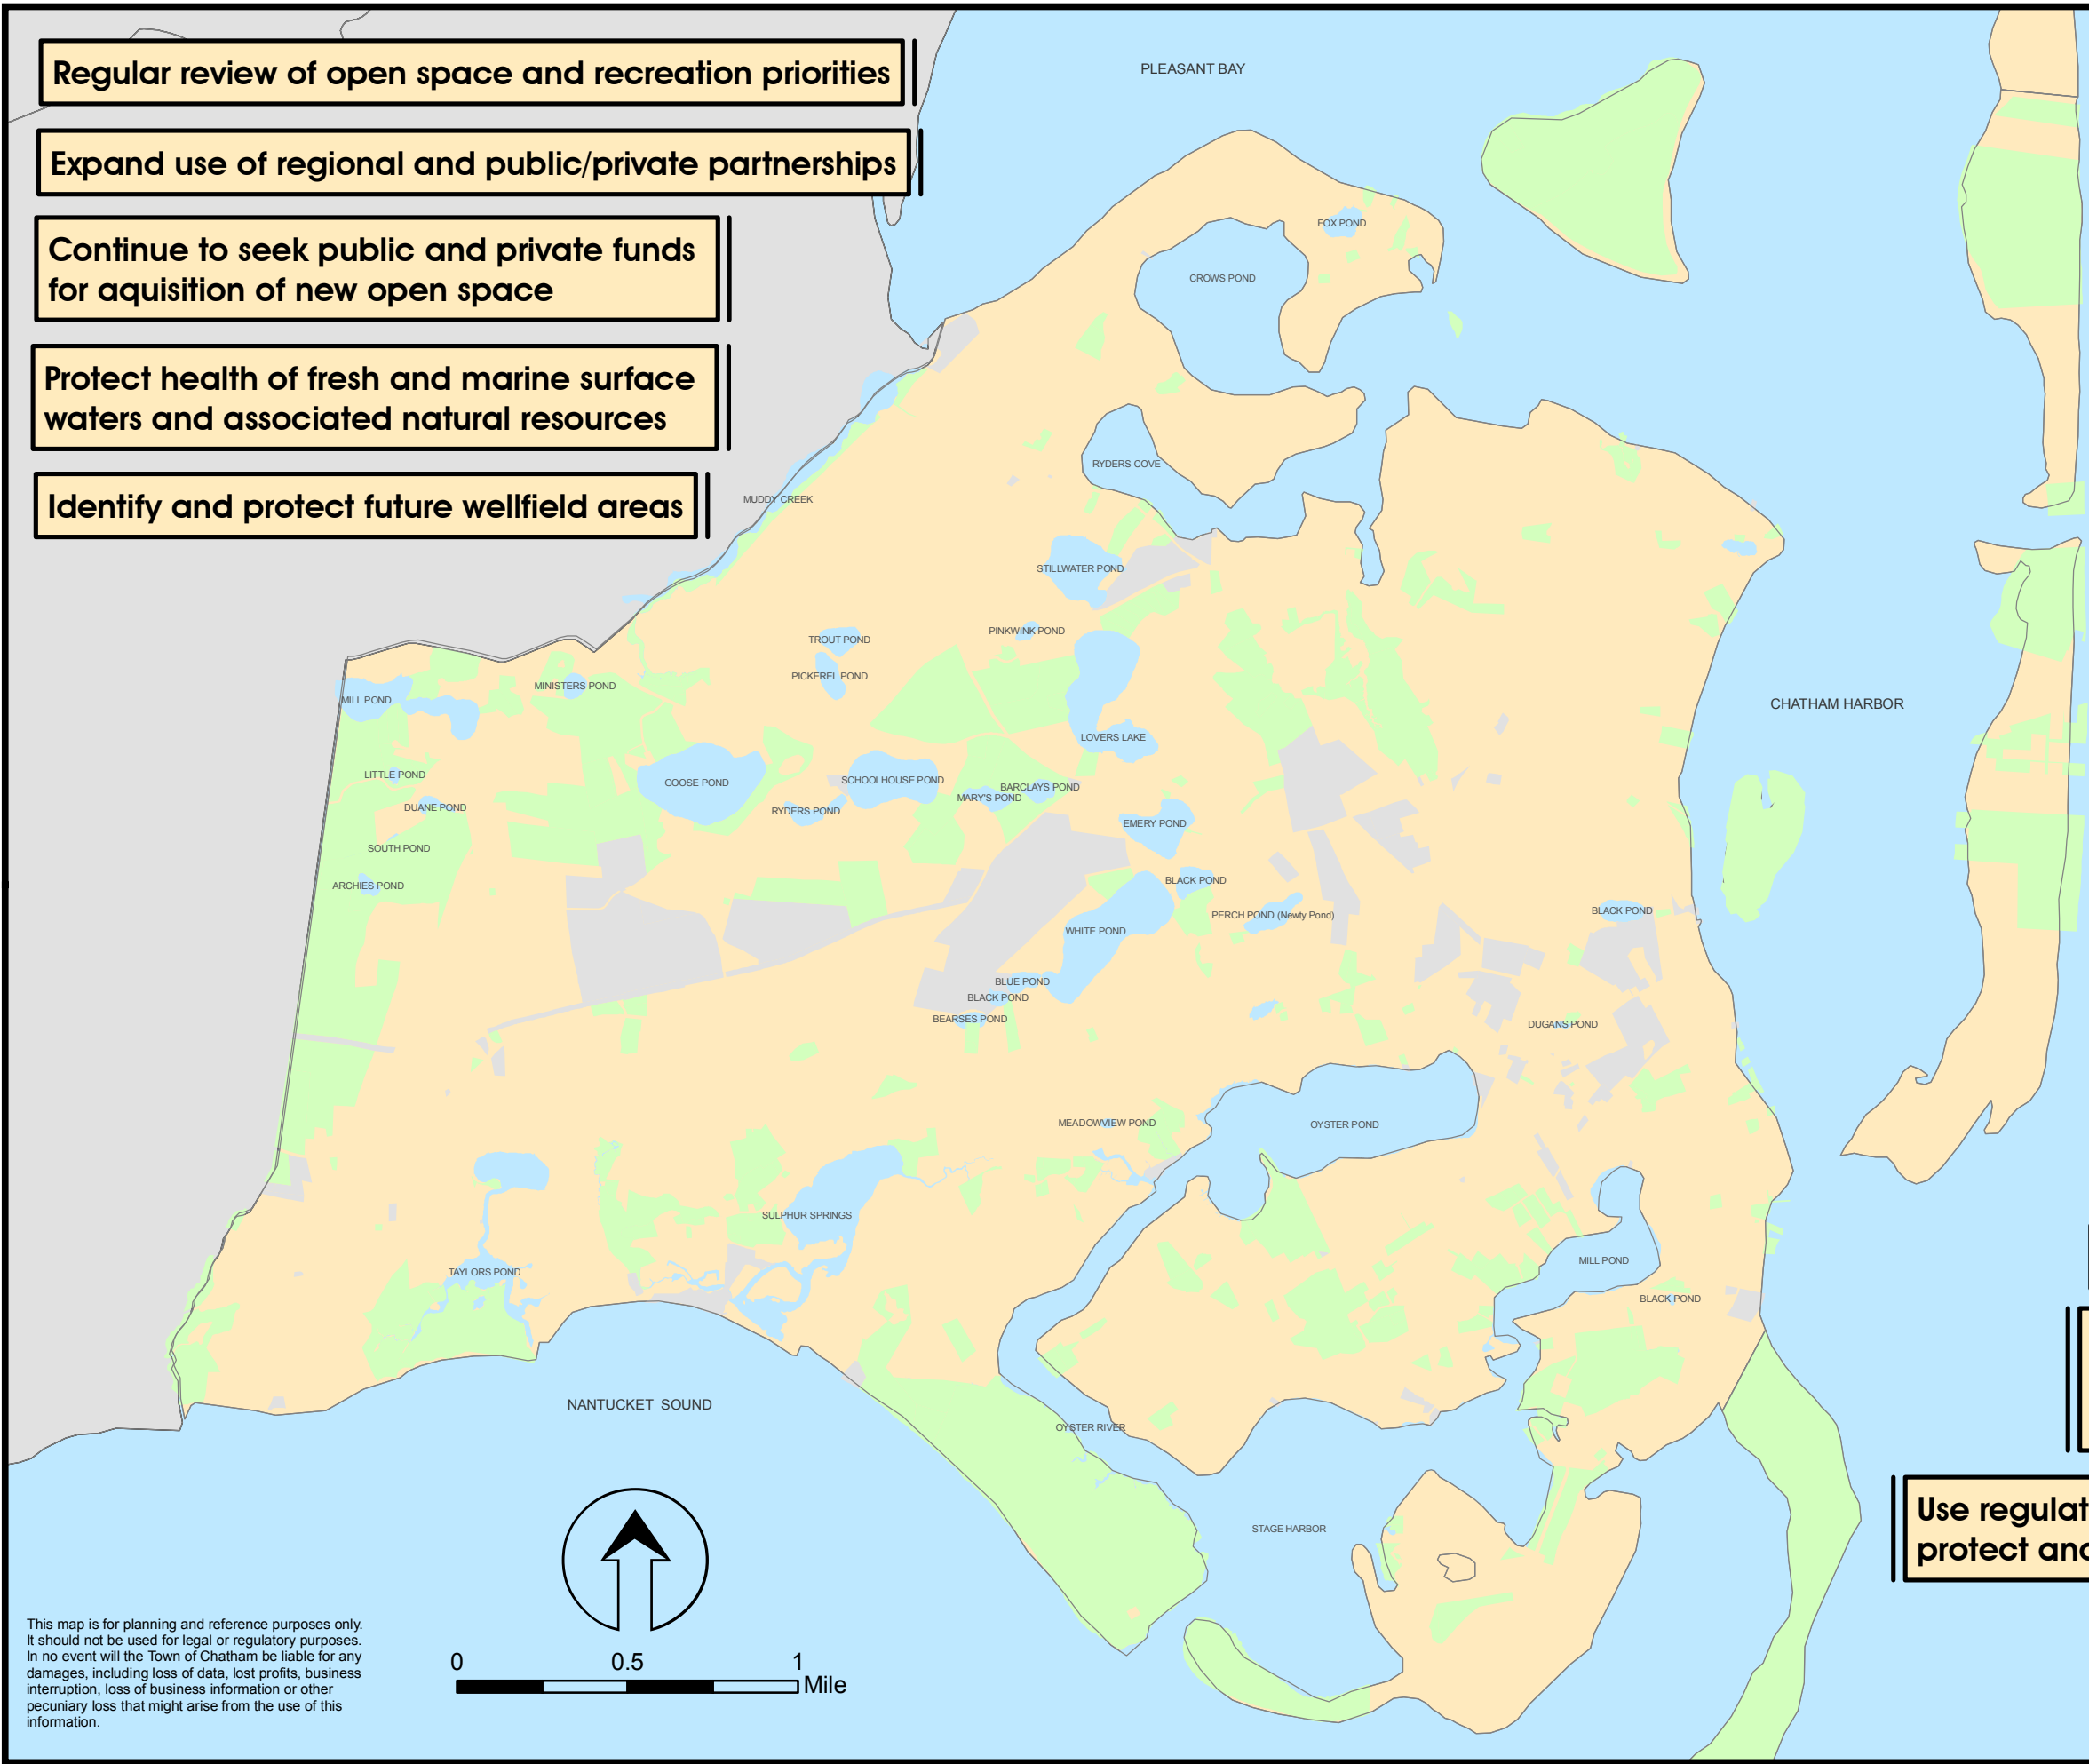 Regular review of open space and recreation priorities
Expand use of regional and public/private partnerships
Continue to seek public and private funds
for aquisition of new open space
Protect health of fresh and marine surface
waters and associated natural resources
Identify and protect future wellfield areas
PLEASANT BAY
FOX POND
CROWS POND
RYDERS COVE
MUDDY CREEK
STILLWATER POND
PINKWINK POND
TROUT POND
PICKEREL POND
MINISTERS POND
MILL POND
CHATHAM HARBOR
LOVERS LAKE
LITTLE POND
GOOSE POND
SCHOOLHOUSE POND
BARCLAYS POND
MARY'S POND
DUANE POND
RYDERS POND
EMERY POND
SOUTH POND
ARCHIES POND
BLACK POND
PERCH POND (Newty Pond)
BLACK POND
WHITE POND
BLUE POND
BLACK POND
BEARSES POND
DUGANS POND
MEADOWVIEW POND
OYSTER POND
SULPHUR SPRINGS
MILL POND
TAYLORS POND
BLACK POND
NANTUCKET SOUND
OYSTER RIVER
STAGE HARBOR
Use regulat
protect and
This map is for planning and reference purposes only.
It should not be used for legal or regulatory purposes.
In no event will the Town of Chatham be liable for any
damages, including loss of data, lost profits, business
interruption, loss of business information or other
pecuniary loss that might arise from the use of this
information.
0 0.5 1
Mile